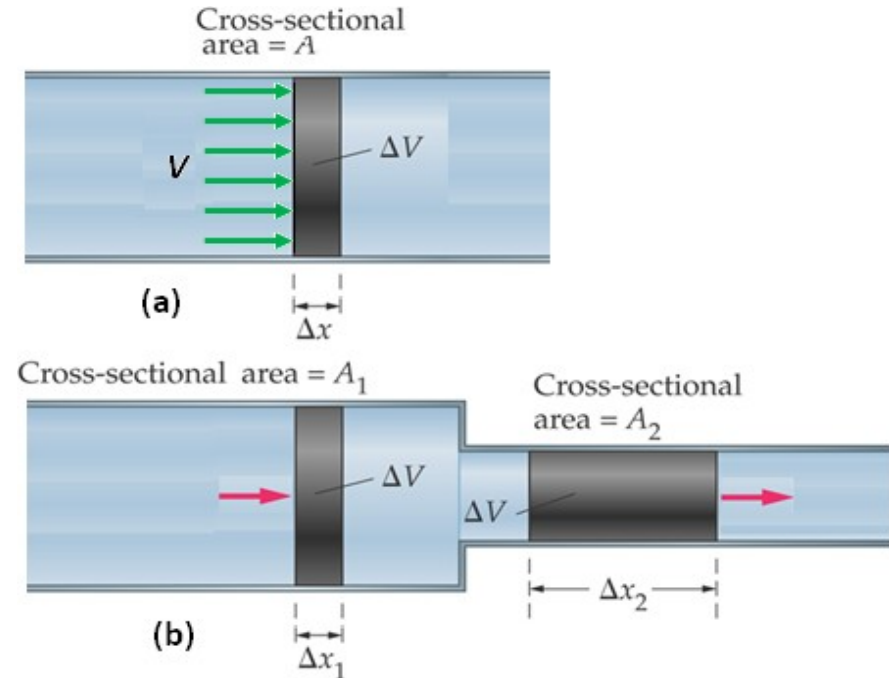 Cross-sectional
area = A
V
ΔV
(a)
Δx
Cross-sectional area = A₁
Cross-sectional
area = A₂
ΔV
ΔV
Δx₂
(b)
Δx₁